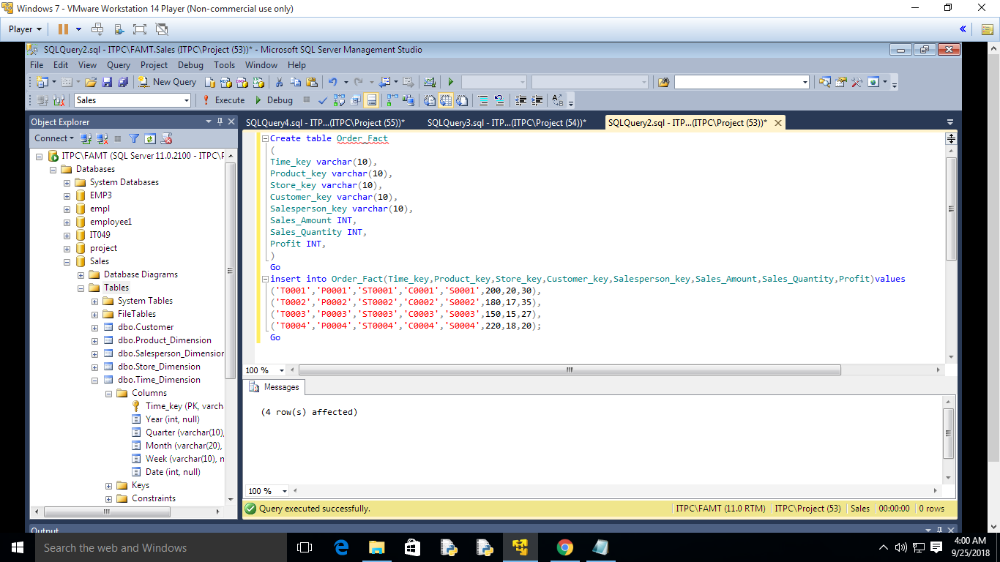 Windows 7 - VMware Workstation 14 Player (Non-commercial use only)
Player
SQLQuery2.sql - ITPC\FAMT.Sales (ITPC\Project (53))* - Microsoft SQL Server Management Studio
File Edit View Query Project Debug Tools Window Help
New Query
Sales Execute Debug
Object Explorer
Connect
ITPC\FAMT (SQL Server 11.0.2100 - ITPC\P
Databases
System Databases
EMP3
empl
employee1
IT049
project
Sales
Database Diagrams
Tables
System Tables
FileTables
dbo.Customer
dbo.Product_Dimension
dbo.Salesperson_Dimension
dbo.Store_Dimension
dbo.Time_Dimension
Columns
Time_key (PK, varch
Year (int, null)
Quarter (varchar(10),
Month (varchar(20),
Week (varchar(10), n
Date (int, null)
Keys
Constraints
SQLQuery4.sql - ITP...(ITPC\Project (55))* SQLQuery3.sql - ITP...(ITPC\Project (54))* SQLQuery2.sql - ITP...(ITPC\Project (53))*
Create table Order_Fact
(
Time_key varchar(10),
Product_key varchar(10),
Store_key varchar(10),
Customer_key varchar(10),
Salesperson_key varchar(10),
Sales_Amount INT,
Sales_Quantity INT,
Profit INT,
)
Go
insert into Order_Fact(Time_key,Product_key,Store_key,Customer_key,Salesperson_key,Sales_Amount,Sales_Quantity,Profit)values
('T0001','P0001','ST0001','C0001','S0001',200,20,30),
('T0002','P0002','ST0002','C0002','S0002',180,17,35),
('T0003','P0003','ST0003','C0003','S0003',150,15,27),
('T0004','P0004','ST0004','C0004','S0004',220,18,20);
Go
100 %
Messages
(4 row(s) affected)
100 %
Query executed successfully. ITPC\FAMT (11.0 RTM) ITPC\Project (53) Sales 00:00:00 0 rows
Output
Search the web and Windows
4:00 AM
9/25/2018